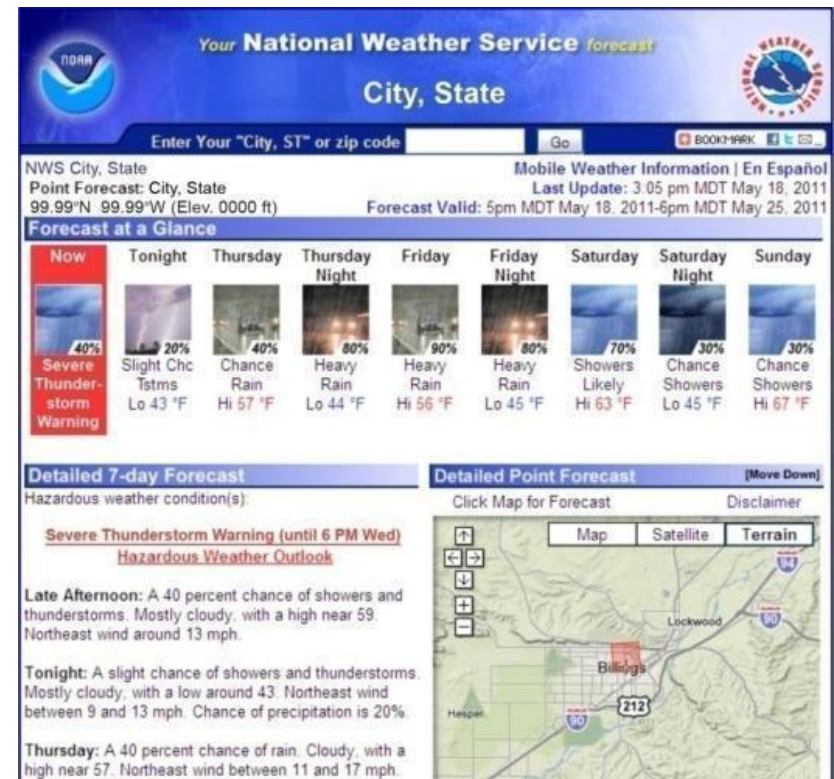 NOAA
Your National Weather Service forecast
City, State
NATIONAL WEATHER SERVICE
Enter Your "City, ST" or zip code Go BOOKMARK
NWS City, State Mobile Weather Information | En Español
Point Forecast: City, State Last Update: 3:05 pm MDT May 18, 2011
99.99°N 99.99°W (Elev. 0000 ft) Forecast Valid: 5pm MDT May 18, 2011-6pm MDT May 25, 2011
Forecast at a Glance
Now
40%
Severe
Thunder-
storm
Warning
Tonight
20%
Slight Chc
Tstms
Lo 43 °F
Thursday
40%
Chance
Rain
Hi 57 °F
Thursday
Night
80%
Heavy
Rain
Lo 44 °F
Friday
90%
Heavy
Rain
Hi 56 °F
Friday
Night
80%
Heavy
Rain
Lo 45 °F
Saturday
70%
Showers
Likely
Hi 63 °F
Saturday
Night
30%
Chance
Showers
Lo 45 °F
Sunday
30%
Chance
Showers
Hi 67 °F
Detailed 7-day Forecast
Hazardous weather condition(s):
Severe Thunderstorm Warning (until 6 PM Wed)
Hazardous Weather Outlook
Late Afternoon: A 40 percent chance of showers and
thunderstorms. Mostly cloudy, with a high near 59.
Northeast wind around 13 mph.
Tonight: A slight chance of showers and thunderstorms.
Mostly cloudy, with a low around 43. Northeast wind
between 9 and 13 mph. Chance of precipitation is 20%.
Thursday: A 40 percent chance of rain. Cloudy, with a
high near 57. Northeast wind between 11 and 17 mph.
Detailed Point Forecast [Move Down]
Click Map for Forecast Disclaimer
Map Satellite Terrain
94
Lockwood
90
Billings
212
Hesper
90